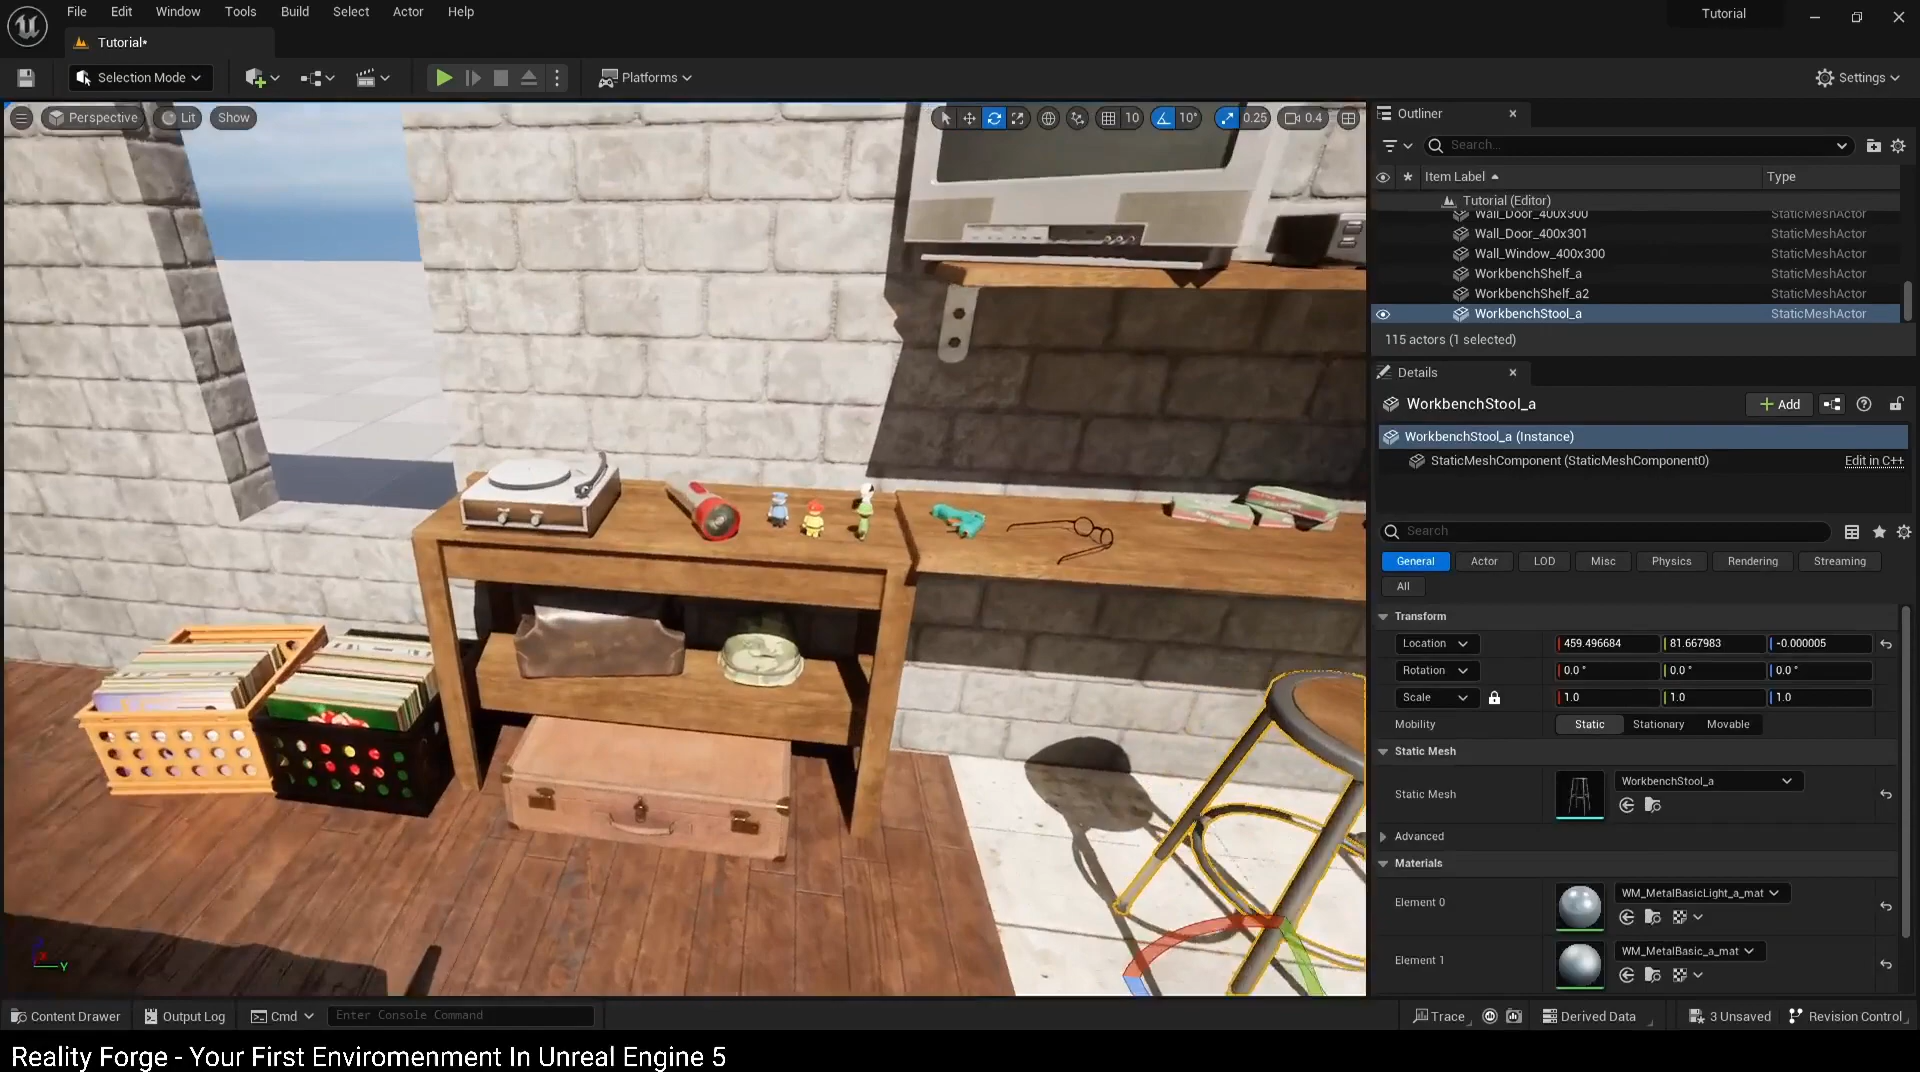 File Edit Window Tools Build Select Actor Help
Tutorial
Tutorial*
Selection Mode
Platforms
Settings
Perspective Lit Show
10 10° 0.25 0.4
Outliner
Search...
Item Label Type
Tutorial (Editor)
Wall_Door_400x300 StaticMeshActor
Wall_Door_400x301 StaticMeshActor
Wall_Window_400x300 StaticMeshActor
WorkbenchShelf_a StaticMeshActor
WorkbenchShelf_a2 StaticMeshActor
WorkbenchStool_a StaticMeshActor
115 actors (1 selected)
Details
WorkbenchStool_a
Add
WorkbenchStool_a (Instance)
StaticMeshComponent (StaticMeshComponent0) Edit in C++
Search
General Actor LOD Misc Physics Rendering Streaming
All
Transform
Location 459.496684 81.667983 -0.000005
Rotation 0.0° 0.0° 0.0°
Scale 1.0 1.0 1.0
Mobility Static Stationary Movable
Static Mesh
Static Mesh WorkbenchStool_a
Advanced
Materials
Element 0 WM_MetalBasicLight_a_mat
Element 1 WM_MetalBasic_a_mat
Y
Content Drawer Output Log Cmd Enter Console Command
Trace Derived Data 3 Unsaved Revision Control
Reality Forge - Your First Enviromenment In Unreal Engine 5